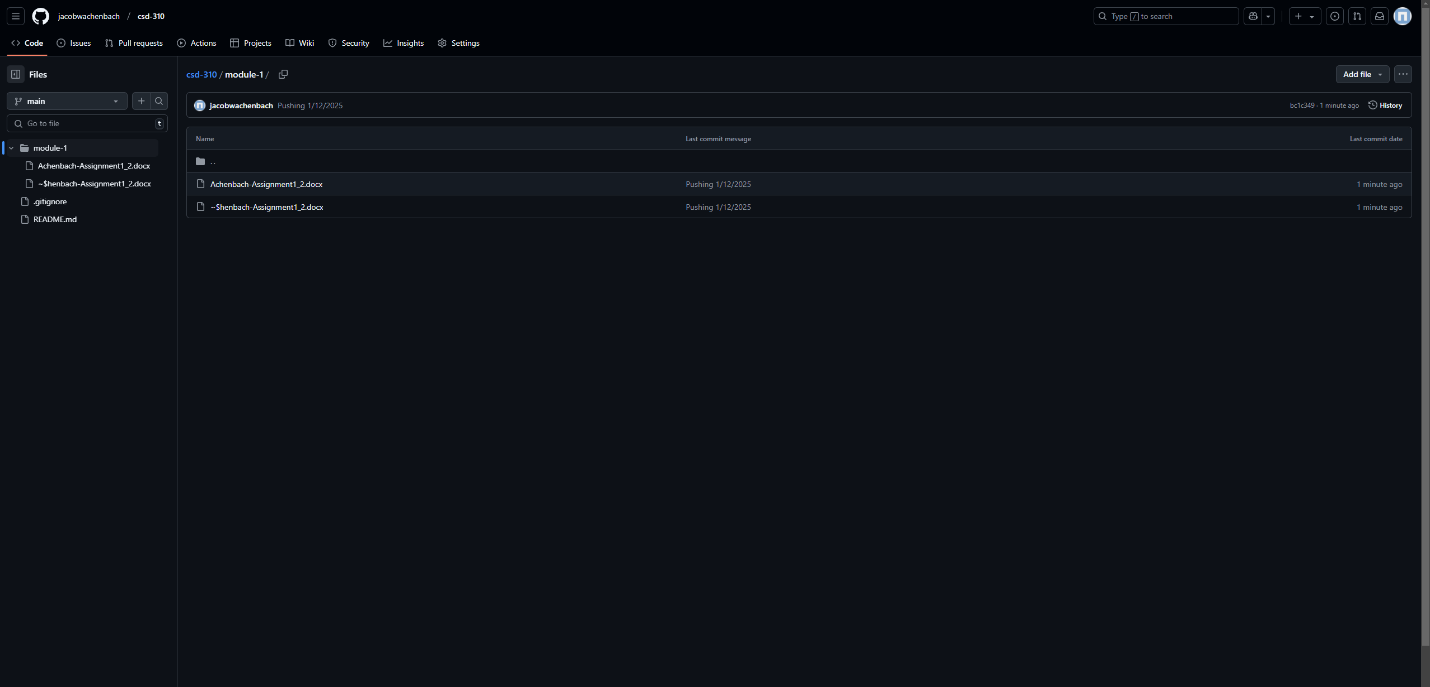 jacobwachenbach / csd-310
Type / to search
Code Issues Pull requests Actions Projects Wiki Security Insights Settings
Files
csd-310 / module-1 /
Add file
main
jacobwachenbach Pushing 1/12/2025
bc1c349 · 1 minute ago History
Go to file t
Name Last commit message Last commit date
module-1
..
Achenbach-Assignment1_2.docx
Achenbach-Assignment1_2.docx Pushing 1/12/2025 1 minute ago
~$henbach-Assignment1_2.docx
~$henbach-Assignment1_2.docx Pushing 1/12/2025 1 minute ago
.gitignore
README.md